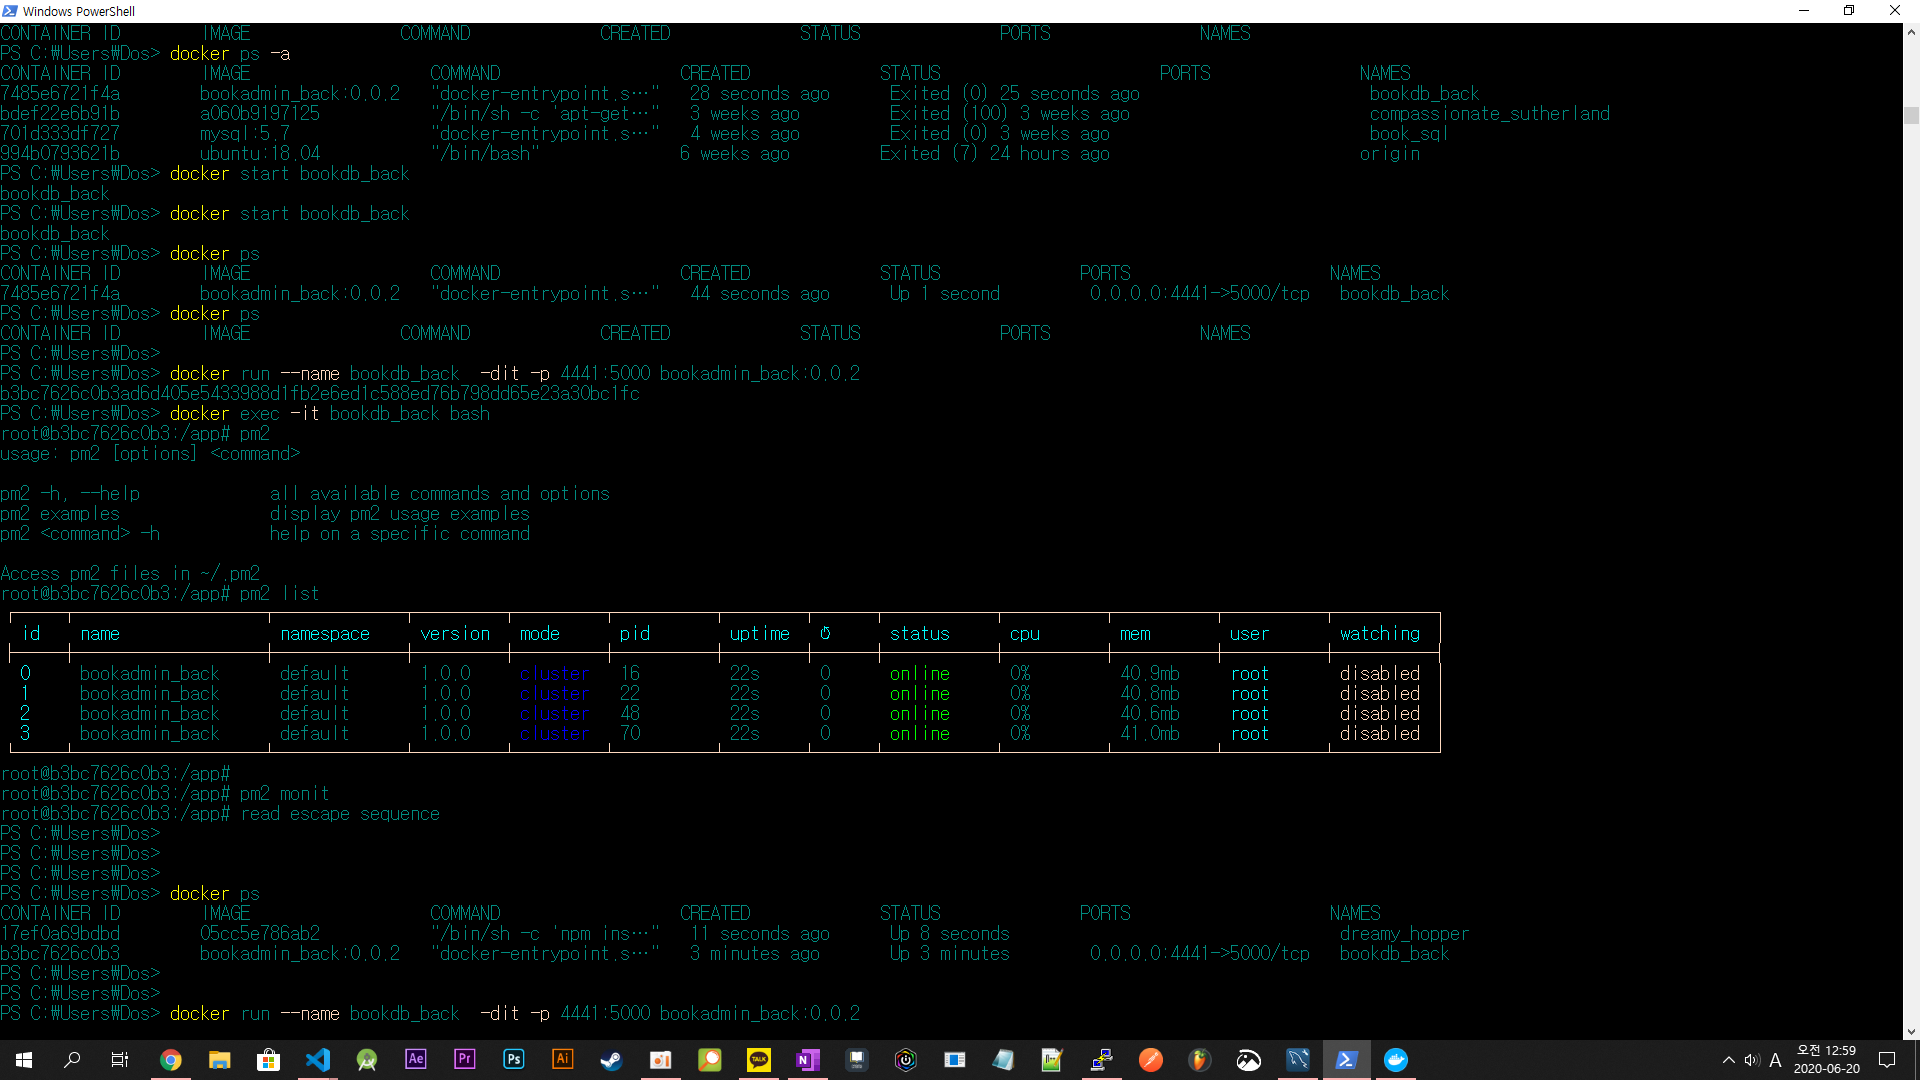 Windows PowerShell
CONTAINER ID        IMAGE               COMMAND             CREATED             STATUS              PORTS               NAMES
PS C:₩Users₩Dos> docker ps -a
CONTAINER ID        IMAGE                  COMMAND                  CREATED             STATUS                      PORTS               NAMES
7485e6721f4a        bookadmin_back:0.0.2   "docker-entrypoint.s…"   28 seconds ago      Exited (0) 25 seconds ago                       bookdb_back
bdef22e6b91b        a060b9197125           "/bin/sh -c 'apt-get…"   3 weeks ago         Exited (100) 3 weeks ago                        compassionate_sutherland
701d333df727        mysql:5.7              "docker-entrypoint.s…"   4 weeks ago         Exited (0) 3 weeks ago                          book_sql
994b0793621b        ubuntu:18.04           "/bin/bash"              6 weeks ago         Exited (7) 24 hours ago                         origin
PS C:₩Users₩Dos> docker start bookdb_back
bookdb_back
PS C:₩Users₩Dos> docker start bookdb_back
bookdb_back
PS C:₩Users₩Dos> docker ps
CONTAINER ID        IMAGE                  COMMAND                  CREATED             STATUS              PORTS                    NAMES
7485e6721f4a        bookadmin_back:0.0.2   "docker-entrypoint.s…"   44 seconds ago      Up 1 second         0.0.0.0:4441->5000/tcp   bookdb_back
PS C:₩Users₩Dos> docker ps
CONTAINER ID        IMAGE               COMMAND             CREATED             STATUS              PORTS               NAMES
PS C:₩Users₩Dos>
PS C:₩Users₩Dos> docker run --name bookdb_back  -dit -p 4441:5000 bookadmin_back:0.0.2
b3bc7626c0b3ad6d405e5433988d1fb2e6ed1c588ed76b798dd65e23a30bc1fc
PS C:₩Users₩Dos> docker exec -it bookdb_back bash
root@b3bc7626c0b3:/app# pm2
usage: pm2 [options] <command>
pm2 -h, --help             all available commands and options
pm2 examples               display pm2 usage examples
pm2 <command> -h           help on a specific command
Access pm2 files in ~/.pm2
root@b3bc7626c0b3:/app# pm2 list
id name namespace version mode pid uptime ↺ status cpu mem user watching
0 bookadmin_back default 1.0.0 cluster 16 22s 0 online 0% 40.9mb root disabled
1 bookadmin_back default 1.0.0 cluster 22 22s 0 online 0% 40.8mb root disabled
2 bookadmin_back default 1.0.0 cluster 48 22s 0 online 0% 40.6mb root disabled
3 bookadmin_back default 1.0.0 cluster 70 22s 0 online 0% 41.0mb root disabled
root@b3bc7626c0b3:/app#
root@b3bc7626c0b3:/app# pm2 monit
root@b3bc7626c0b3:/app# read escape sequence
PS C:₩Users₩Dos>
PS C:₩Users₩Dos>
PS C:₩Users₩Dos>
PS C:₩Users₩Dos> docker ps
CONTAINER ID        IMAGE                  COMMAND                  CREATED             STATUS              PORTS                    NAMES
17ef0a69bdbd        05cc5e786ab2           "/bin/sh -c 'npm ins…"   11 seconds ago      Up 8 seconds                                 dreamy_hopper
b3bc7626c0b3        bookadmin_back:0.0.2   "docker-entrypoint.s…"   3 minutes ago       Up 3 minutes        0.0.0.0:4441->5000/tcp   bookdb_back
PS C:₩Users₩Dos>
PS C:₩Users₩Dos>
PS C:₩Users₩Dos> docker run --name bookdb_back  -dit -p 4441:5000 bookadmin_back:0.0.2
Ae Pr Ps Ai TALK N A
오전 12:59
2020-06-20